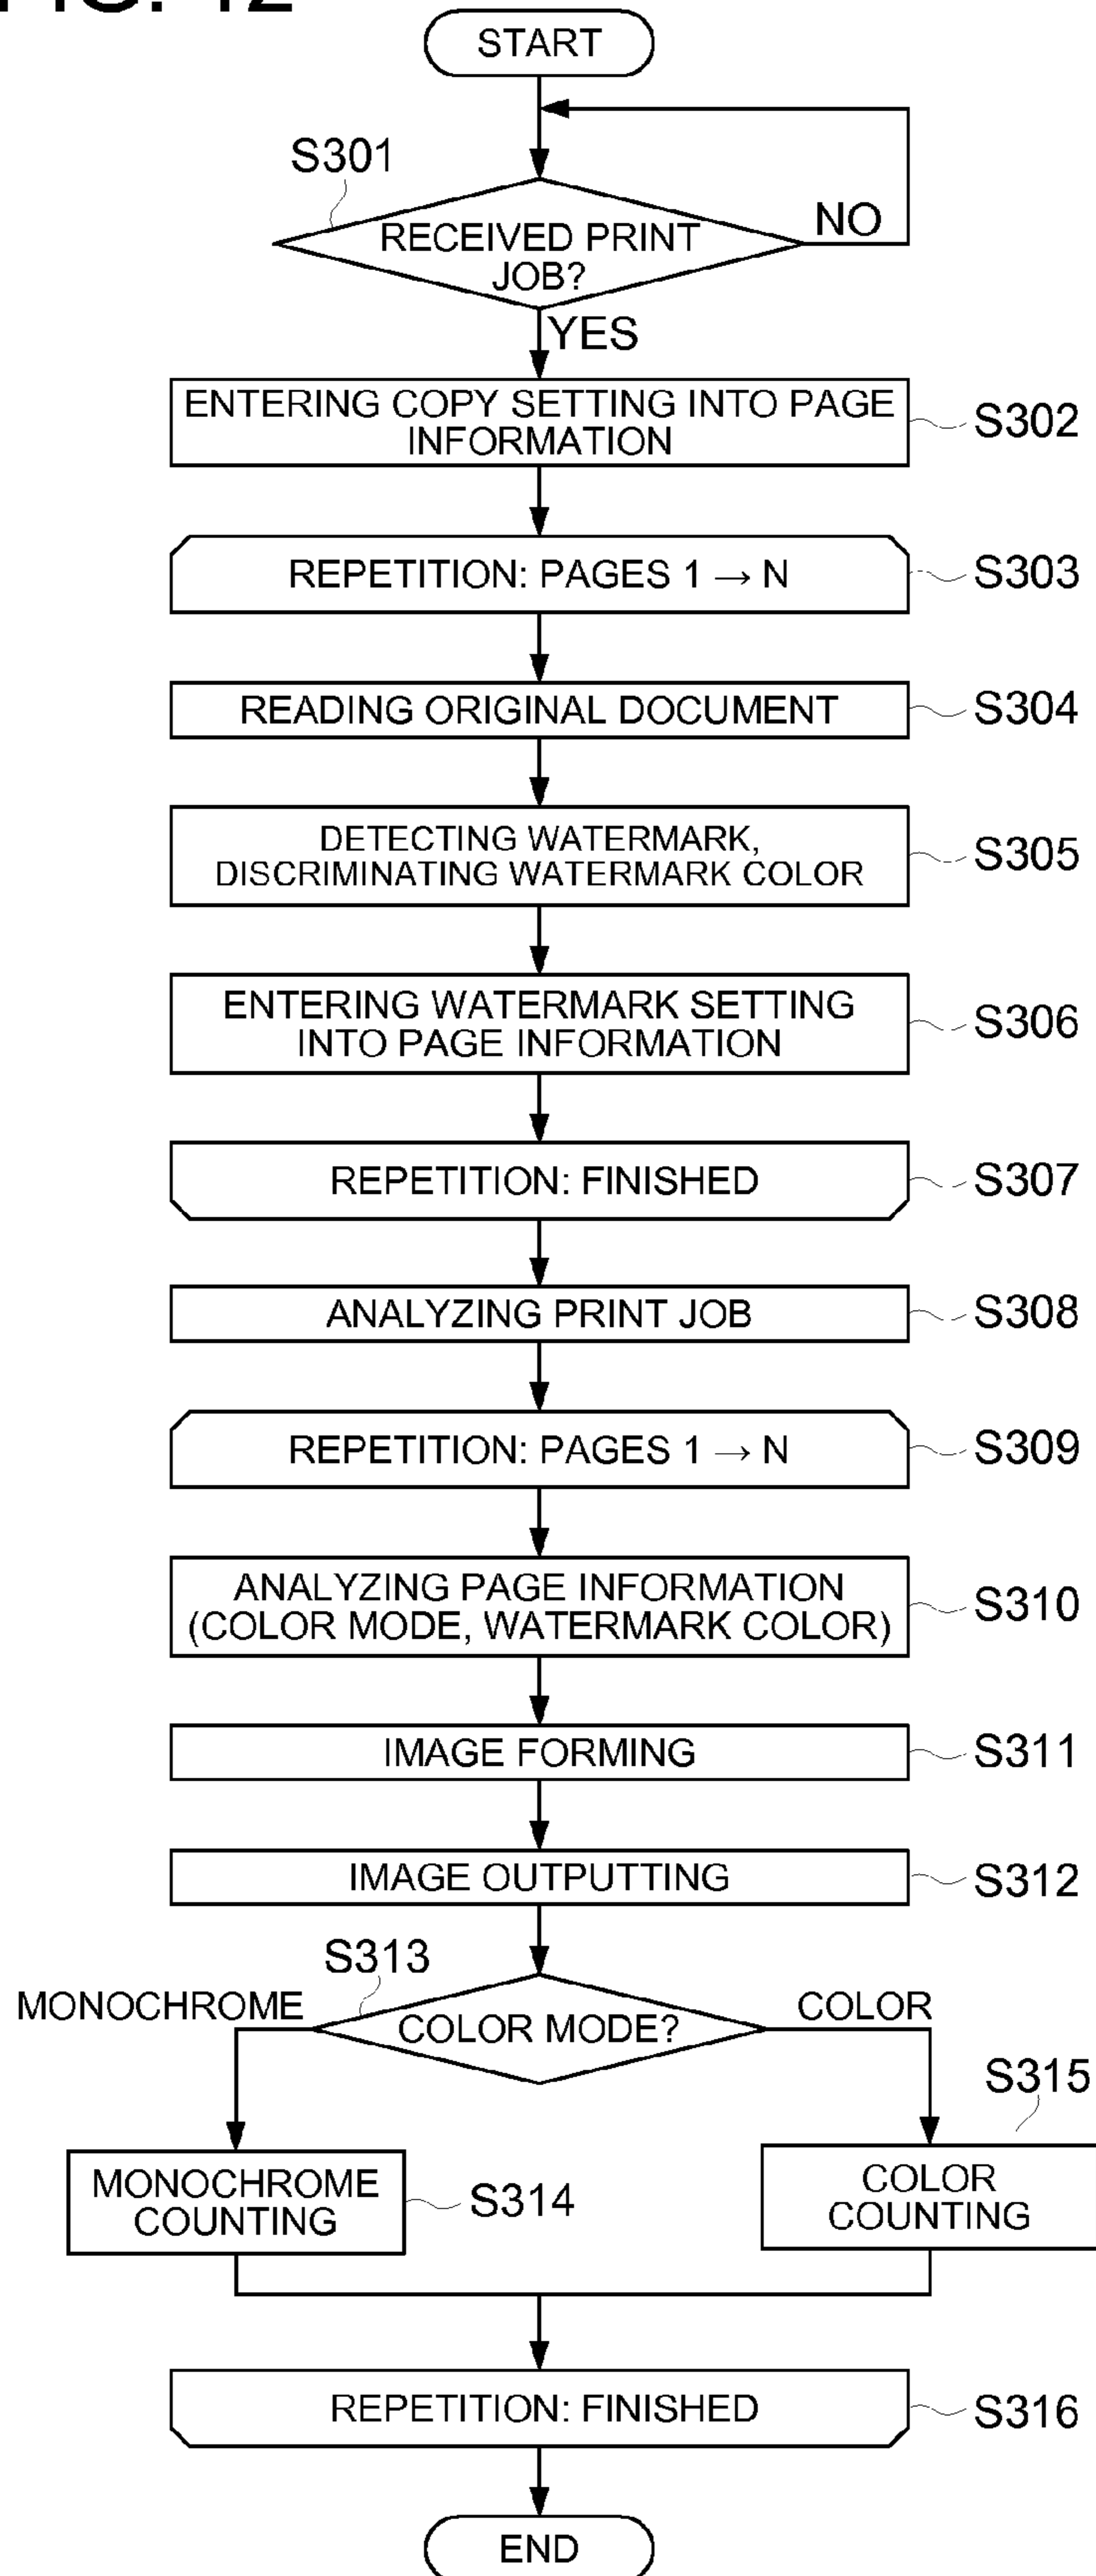 START
S301
NO
RECEIVED PRINT
JOB?
YES
ENTERING COPY SETTING INTO PAGE
INFORMATION
S302
REPETITION: PAGES 1 → N
S303
READING ORIGINAL DOCUMENT
S304
DETECTING WATERMARK,
DISCRIMINATING WATERMARK COLOR
S305
ENTERING WATERMARK SETTING
INTO PAGE INFORMATION
S306
REPETITION: FINISHED
S307
ANALYZING PRINT JOB
S308
REPETITION: PAGES 1 → N
S309
ANALYZING PAGE INFORMATION
(COLOR MODE, WATERMARK COLOR)
S310
IMAGE FORMING
S311
IMAGE OUTPUTTING
S312
S313
MONOCHROME
COLOR
COLOR MODE?
S315
MONOCHROME
COUNTING
S314
COLOR
COUNTING
REPETITION: FINISHED
S316
END